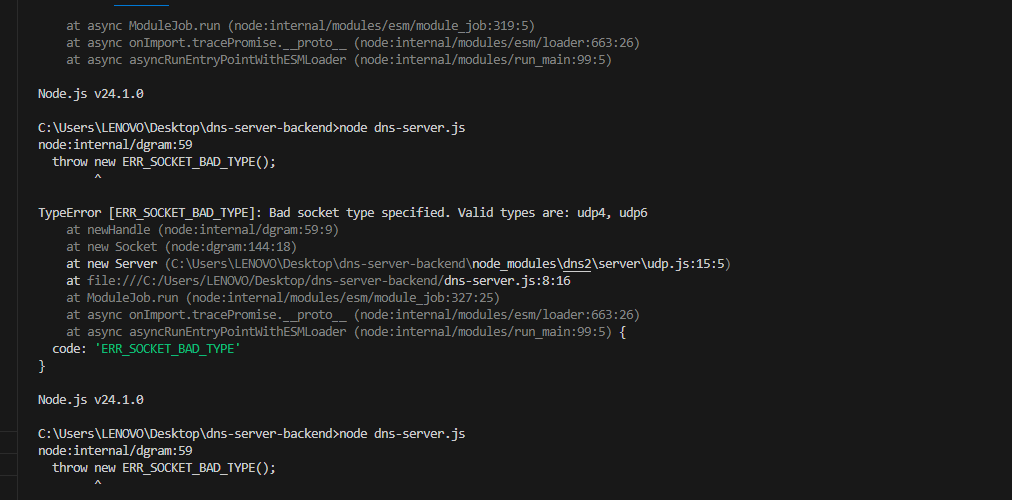 at async ModuleJob.run (node:internal/modules/esm/module_job:319:5)
at async onImport.tracePromise.__proto__ (node:internal/modules/esm/loader:663:26)
at async asyncRunEntryPointWithESMLoader (node:internal/modules/run_main:99:5)
Node.js v24.1.0
C:\Users\LENOVO\Desktop\dns-server-backend>node dns-server.js
node:internal/dgram:59
throw new ERR_SOCKET_BAD_TYPE();
^
TypeError [ERR_SOCKET_BAD_TYPE]: Bad socket type specified. Valid types are: udp4, udp6
at newHandle (node:internal/dgram:59:9)
at new Socket (node:dgram:144:18)
at new Server (C:\Users\LENOVO\Desktop\dns-server-backend\node_modules\dns2\server\udp.js:15:5)
at file:///C:/Users/LENOVO/Desktop/dns-server-backend/dns-server.js:8:16
at ModuleJob.run (node:internal/modules/esm/module_job:327:25)
at async onImport.tracePromise.__proto__ (node:internal/modules/esm/loader:663:26)
at async asyncRunEntryPointWithESMLoader (node:internal/modules/run_main:99:5) {
code: 'ERR_SOCKET_BAD_TYPE'
}
Node.js v24.1.0
C:\Users\LENOVO\Desktop\dns-server-backend>node dns-server.js
node:internal/dgram:59
throw new ERR_SOCKET_BAD_TYPE();
^